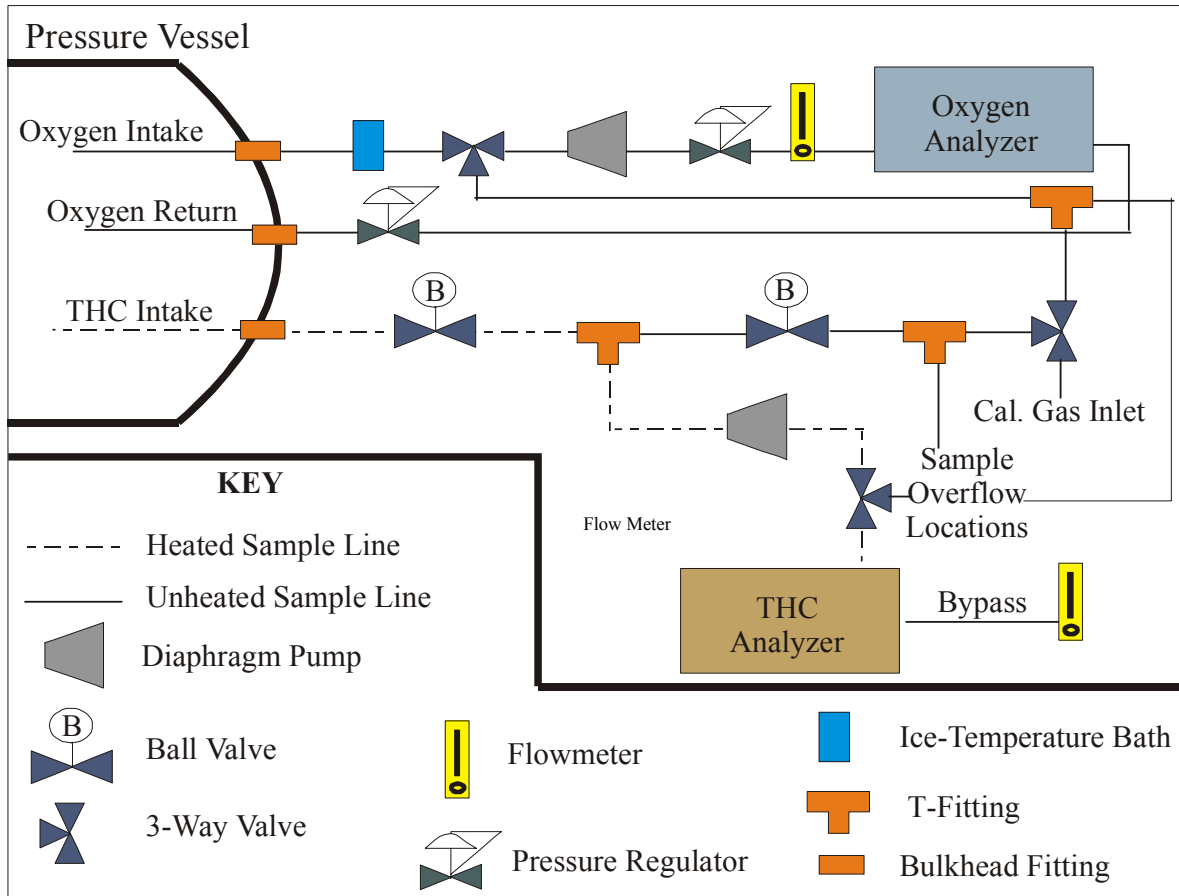 Pressure Vessel
Oxygen Intake
Oxygen
Analyzer
Oxygen Return
THC Intake
B
B
Cal. Gas Inlet
Sample
Overflow
Locations
Flow Meter
THC
Analyzer
Bypass
KEY
Heated Sample Line
Unheated Sample Line
Diaphragm Pump
B
Ball Valve
3-Way Valve
Flowmeter
Pressure Regulator
Ice-Temperature Bath
T-Fitting
Bulkhead Fitting